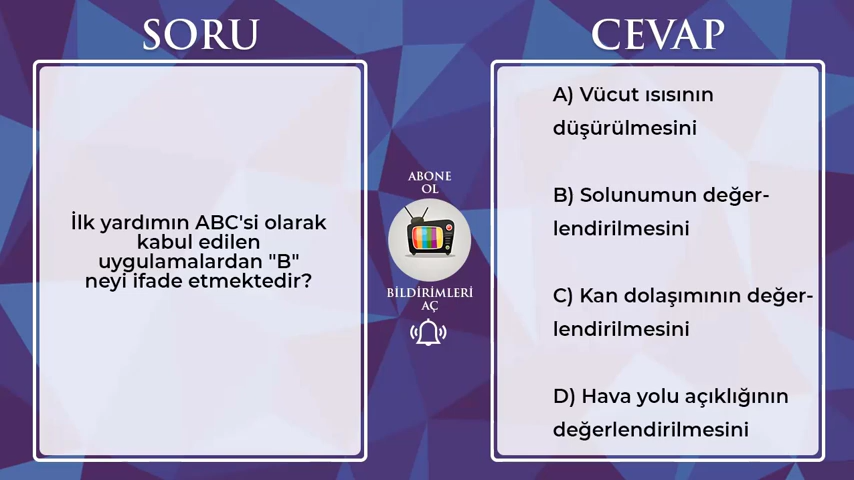 SORU
İlk yardımın ABC'si olarak
kabul edilen
uygulamalardan "B"
neyi ifade etmektedir?
ABONE
OL
BİLDİRİMLERİ
AÇ
CEVAP
A) Vücut ısısının
düşürülmesini
B) Solunumun değer-
lendirilmesini
C) Kan dolaşımının değer-
lendirilmesini
D) Hava yolu açıklığının
değerlendirilmesini